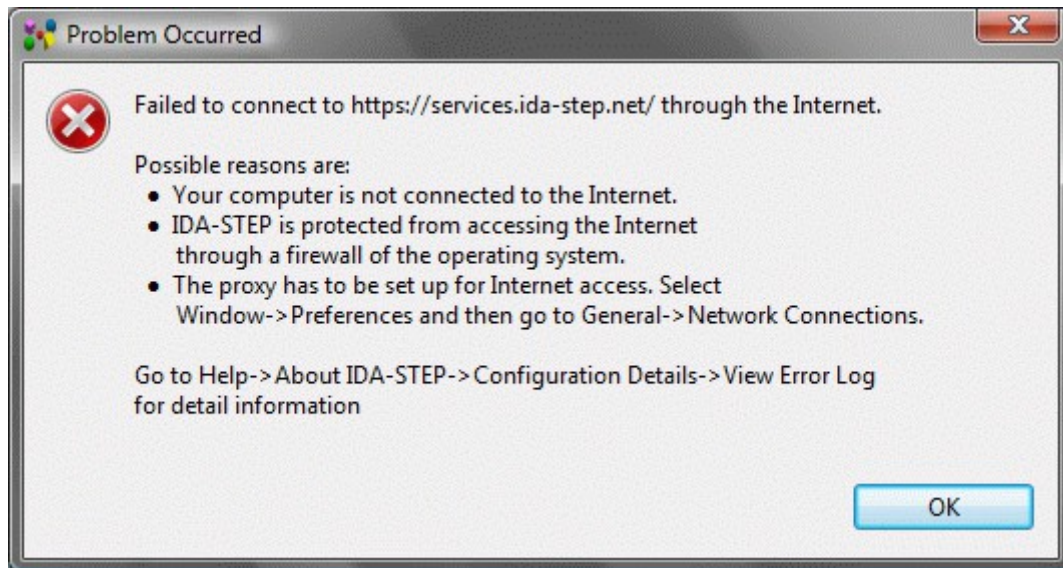 Problem Occurred
Failed to connect to https://services.ida-step.net/ through the Internet.
Possible reasons are:
● Your computer is not connected to the Internet.
● IDA-STEP is protected from accessing the Internet
through a firewall of the operating system.
● The proxy has to be set up for Internet access. Select
Window->Preferences and then go to General->Network Connections.
Go to Help->About IDA-STEP->Configuration Details->View Error Log
for detail information
OK